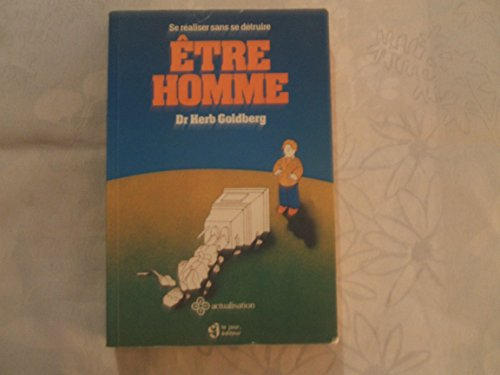 Se réaliser sans se détruire
ÊTRE
HOMME
Dr Herb Goldberg
actualisation
le jour,
éditeur